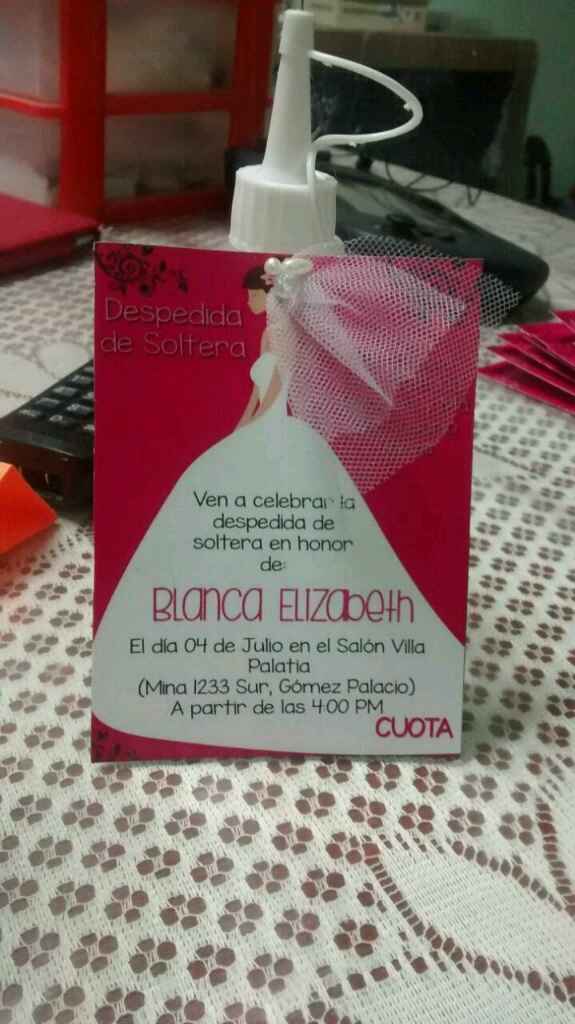 Despedida
de Soltera
Ven a celebrar la
despedida de
soltera en honor
de:
Blanca Elizabeth
El día 04 de Julio en el Salón Villa
Palatia
(Mina 1233 Sur, Gómez Palacio)
A partir de las 4:00 PM
CUOTA